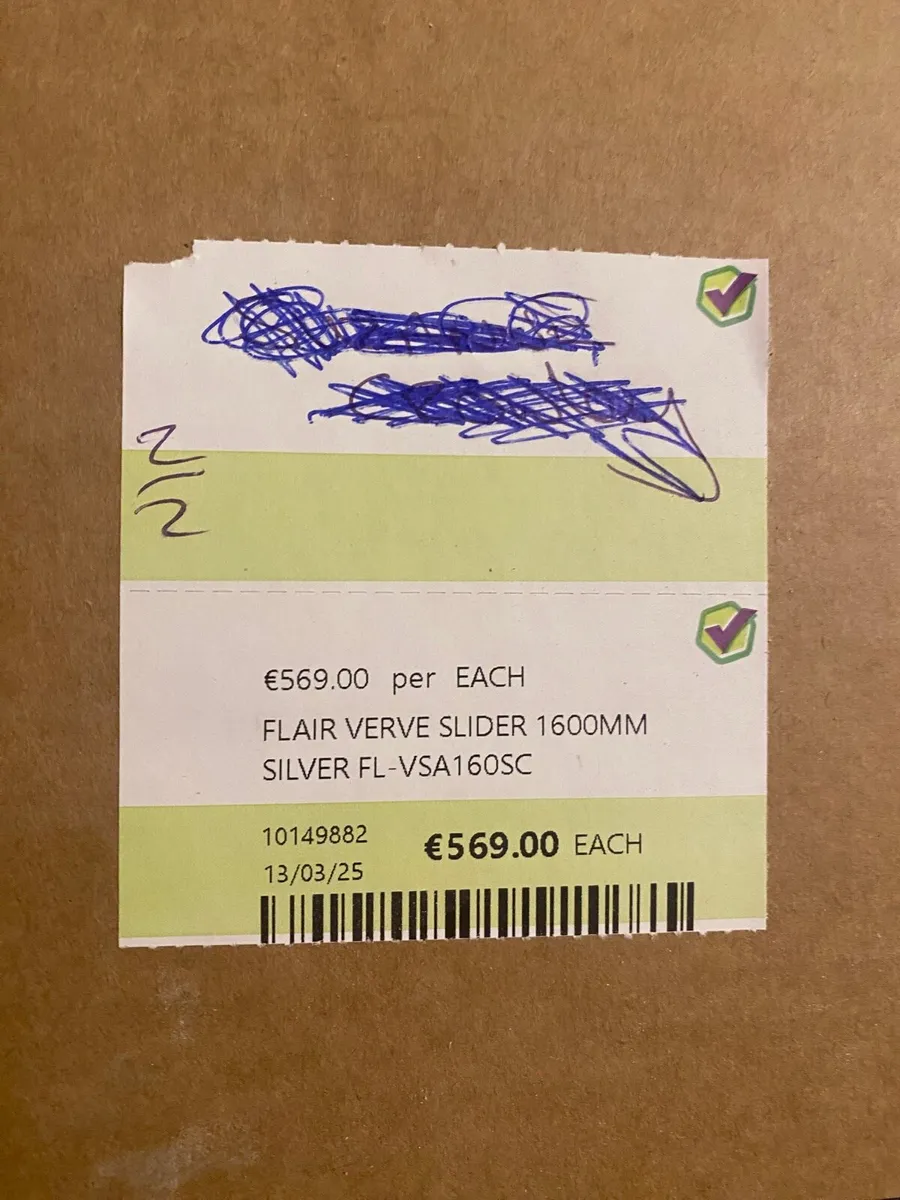 2/2
€569.00 per EACH
FLAIR VERVE SLIDER 1600MM
SILVER FL-VSA160SC
10149882
€569.00 EACH
13/03/25